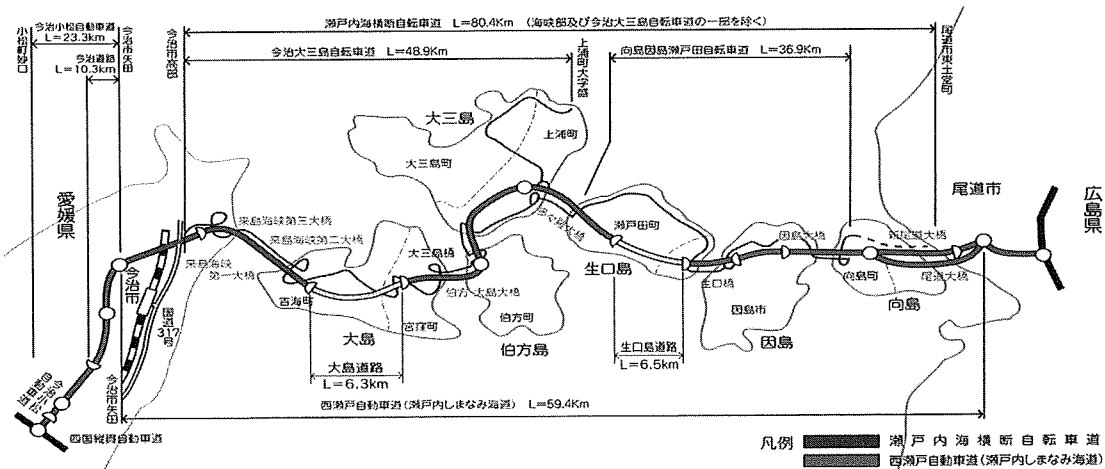 瀬戸内海横断自転車道 L=80.4Km (海峡部及び今治大三島自転車道の一部を除く)
今治小松自動車道
L=23.3km
今治道路
L=10.3km
小松町妙口
今治市矢田
今治大三島自転車道 L=48.9Km
上浦町大字盛
向島因島瀬戸田自転車道 L=36.9Km
尾道市東土堂町
大三島
上浦町
大三島町
愛媛県
尾道市
広島県
来島海峡第三大橋
来島海峡第二大橋
来島海峡
第一大橋
大三島橋
多々羅大橋
瀬戸田町
因島大橋
新尾道大橋
今治市
国道
317
号
吉海町
大島
宮窪町
伯方・大島大橋
伯方町
伯方島
生口島
生口橋
因島市
因島
向島町
尾道大橋
向島
大島道路
L=6.3km
生口島道路
L=6.5km
今治小松
自動車道
今治市矢田
西瀬戸自動車道(瀬戸内しまなみ海道) L=59.4Km
四国縦貫自動車道
凡例
瀬戸内海横断自転車道
西瀬戸自動車道(瀬戸内しまなみ海道)